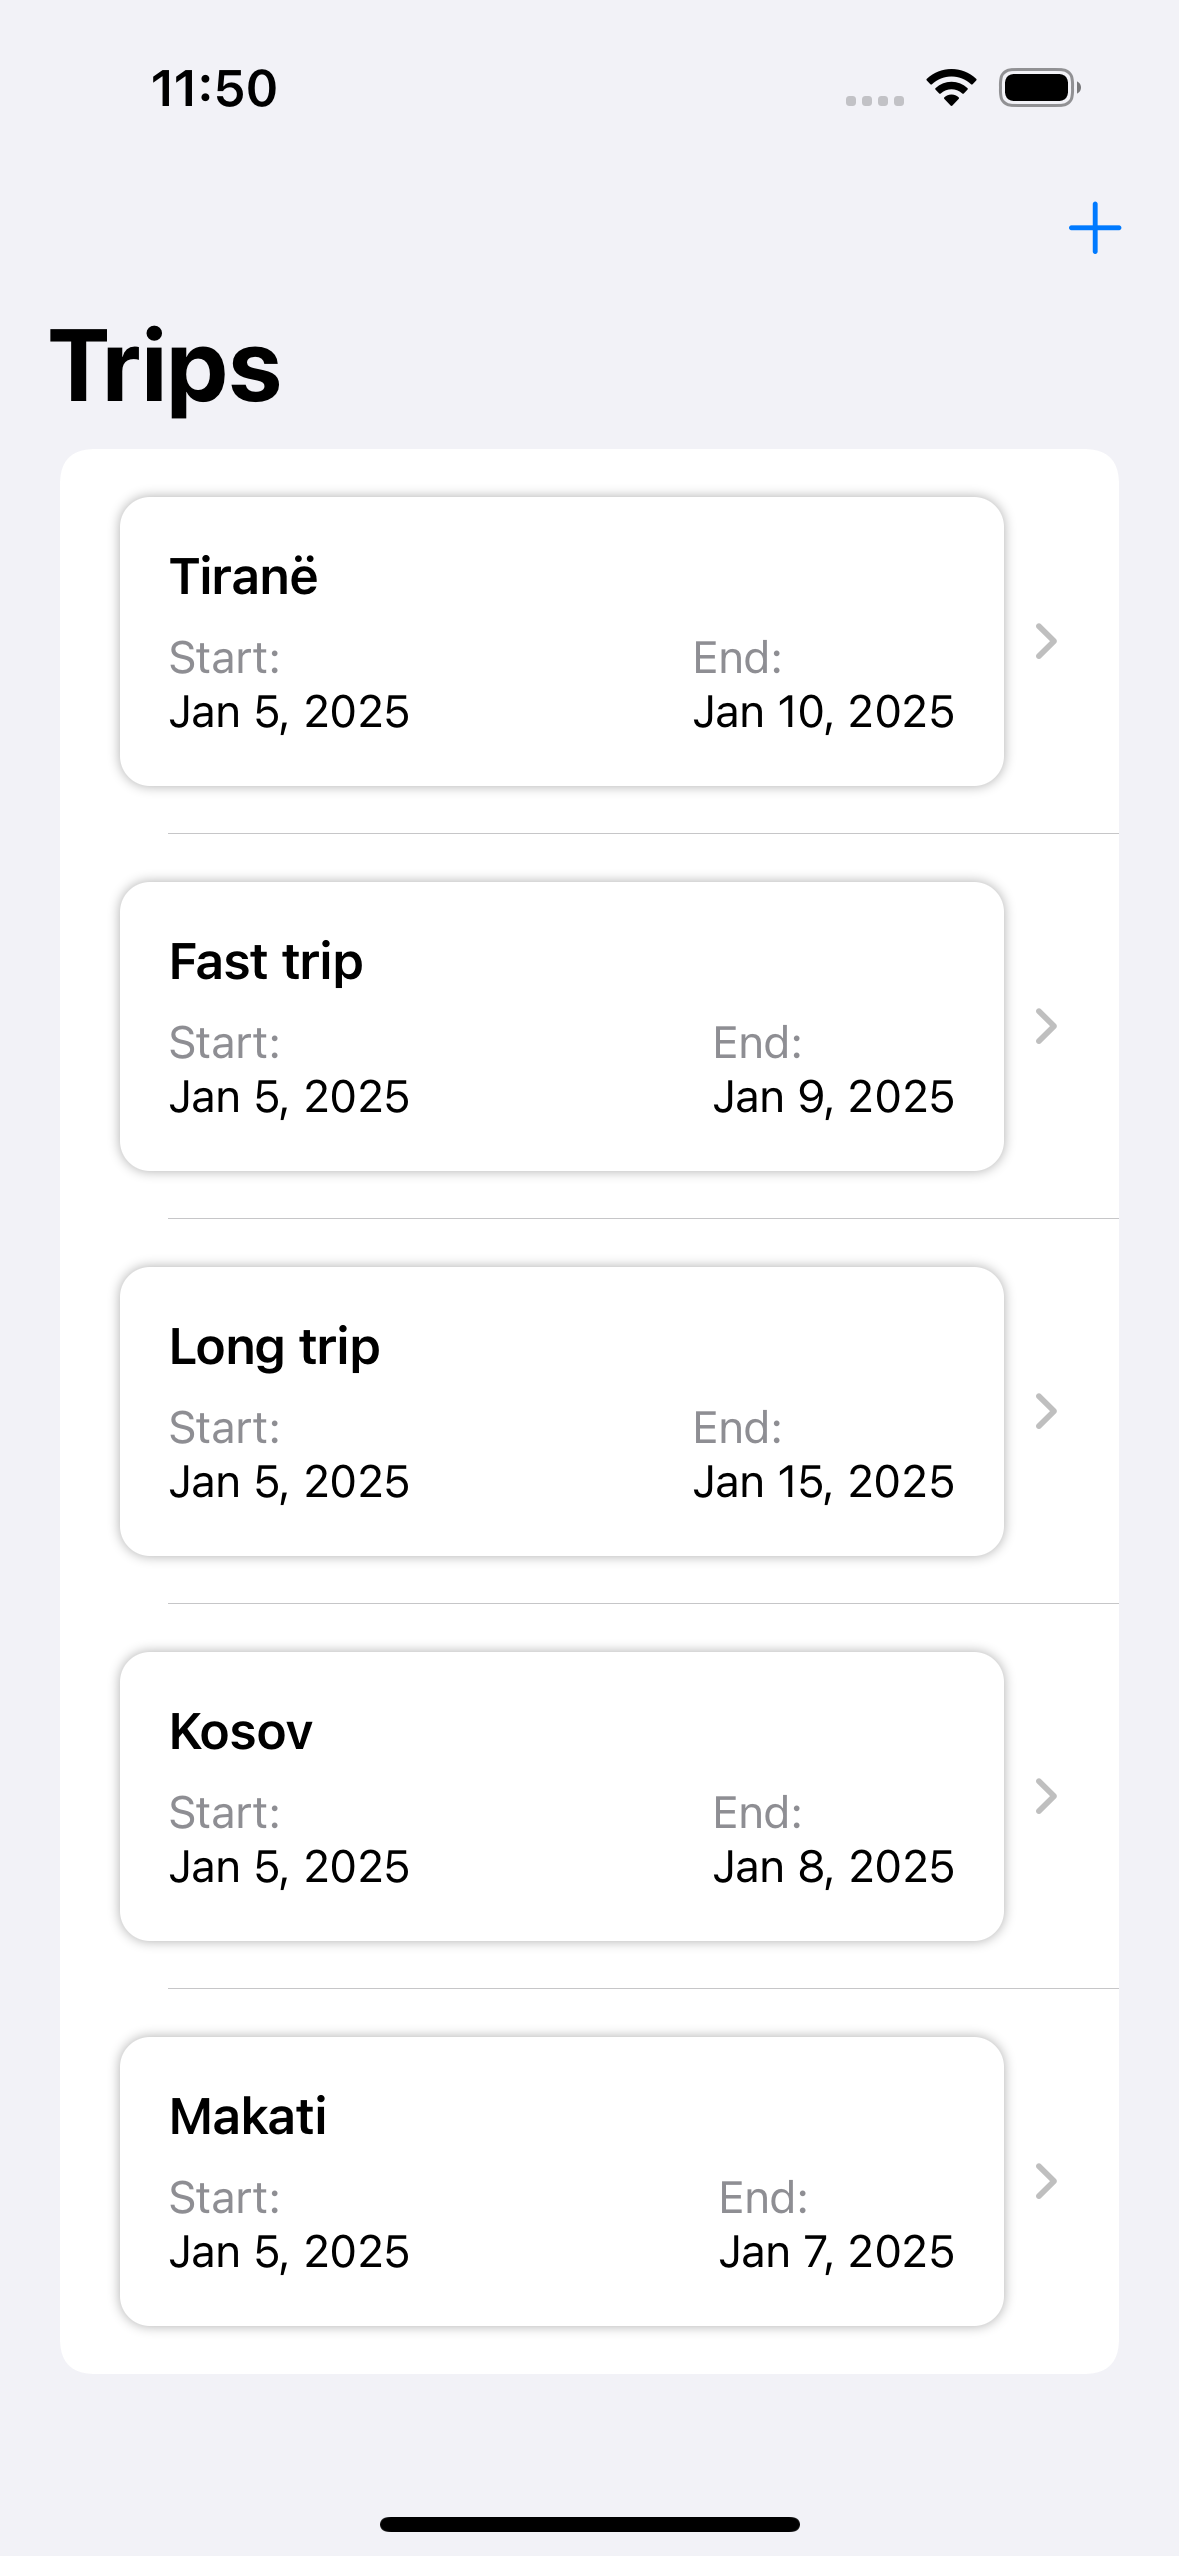 11:50
Trips
Tiranë
Start: End:
Jan 5, 2025 Jan 10, 2025
Fast trip
Start: End:
Jan 5, 2025 Jan 9, 2025
Long trip
Start: End:
Jan 5, 2025 Jan 15, 2025
Kosov
Start: End:
Jan 5, 2025 Jan 8, 2025
Makati
Start: End:
Jan 5, 2025 Jan 7, 2025